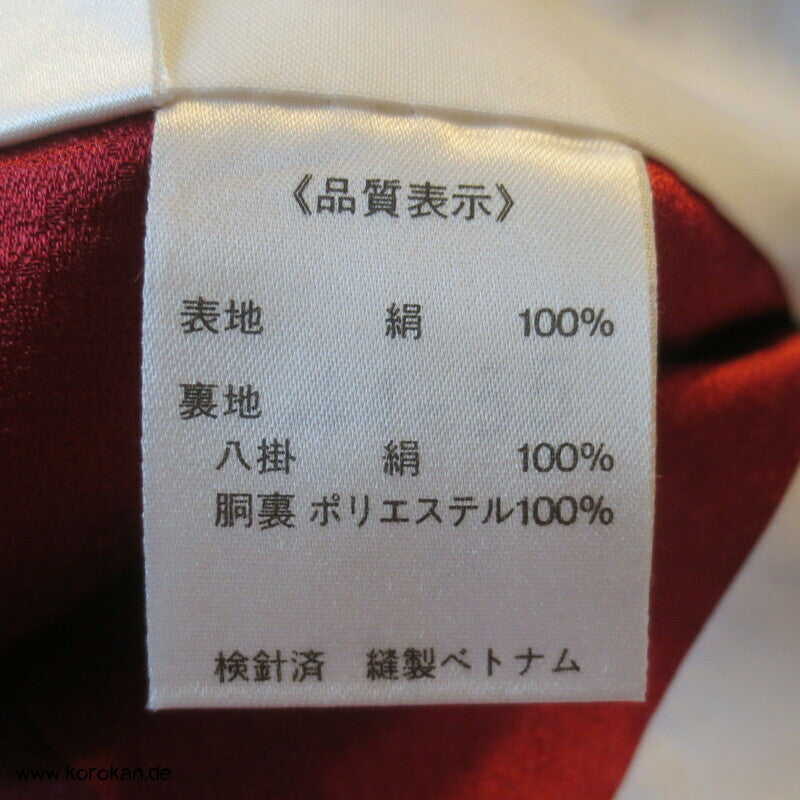 《品質表示》
表地 絹 100%
裏地
八掛 絹 100%
胴裏 ポリエステル100%
検針済 縫製ベトナム
www.korokan.de